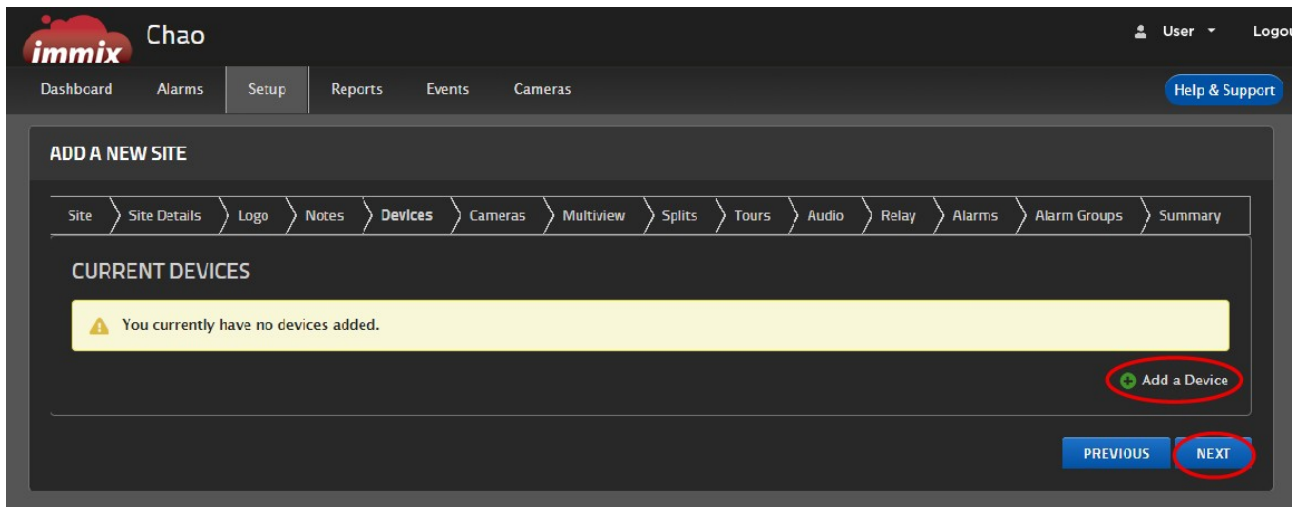 immix Chao User Logou
Dashboard Alarms Setup Reports Events Cameras Help & Support
ADD A NEW SITE
Site Site Details Logo Notes Devices Cameras Multiview Splits Tours Audio Relay Alarms Alarm Groups Summary
CURRENT DEVICES
You currently have no devices added.
Add a Device
PREVIOUS NEXT